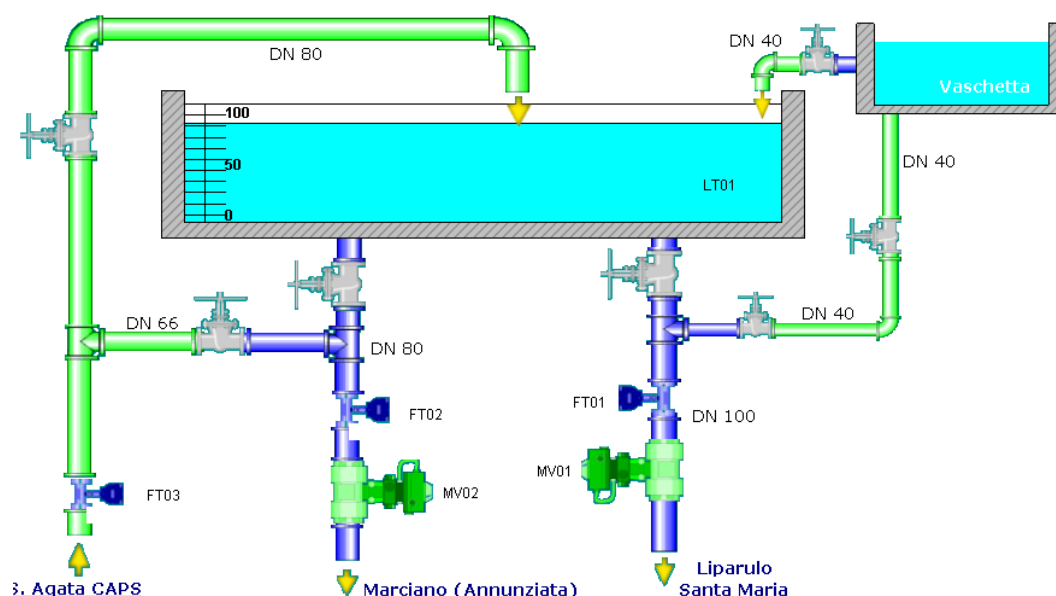 DN 80
DN 40
Vaschetta
100
50
0
LT01
DN 40
DN 66
DN 80
DN 40
FT02
FT01
DN 100
FT03
MV02
MV01
S. Agata CAPS
Marciano (Annunziata)
Liparulo
Santa Maria